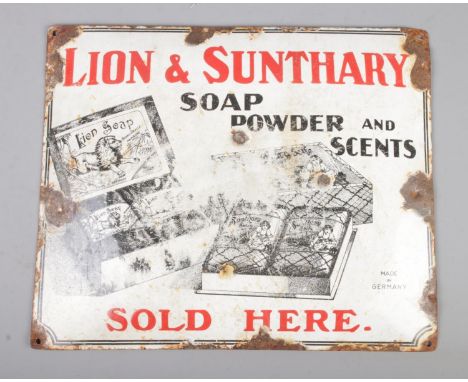 LION & SUNTHARY
SOAP
POWDER AND
SCENTS
Lion Soap
MADE
IN
GERMANY
SOLD HERE.